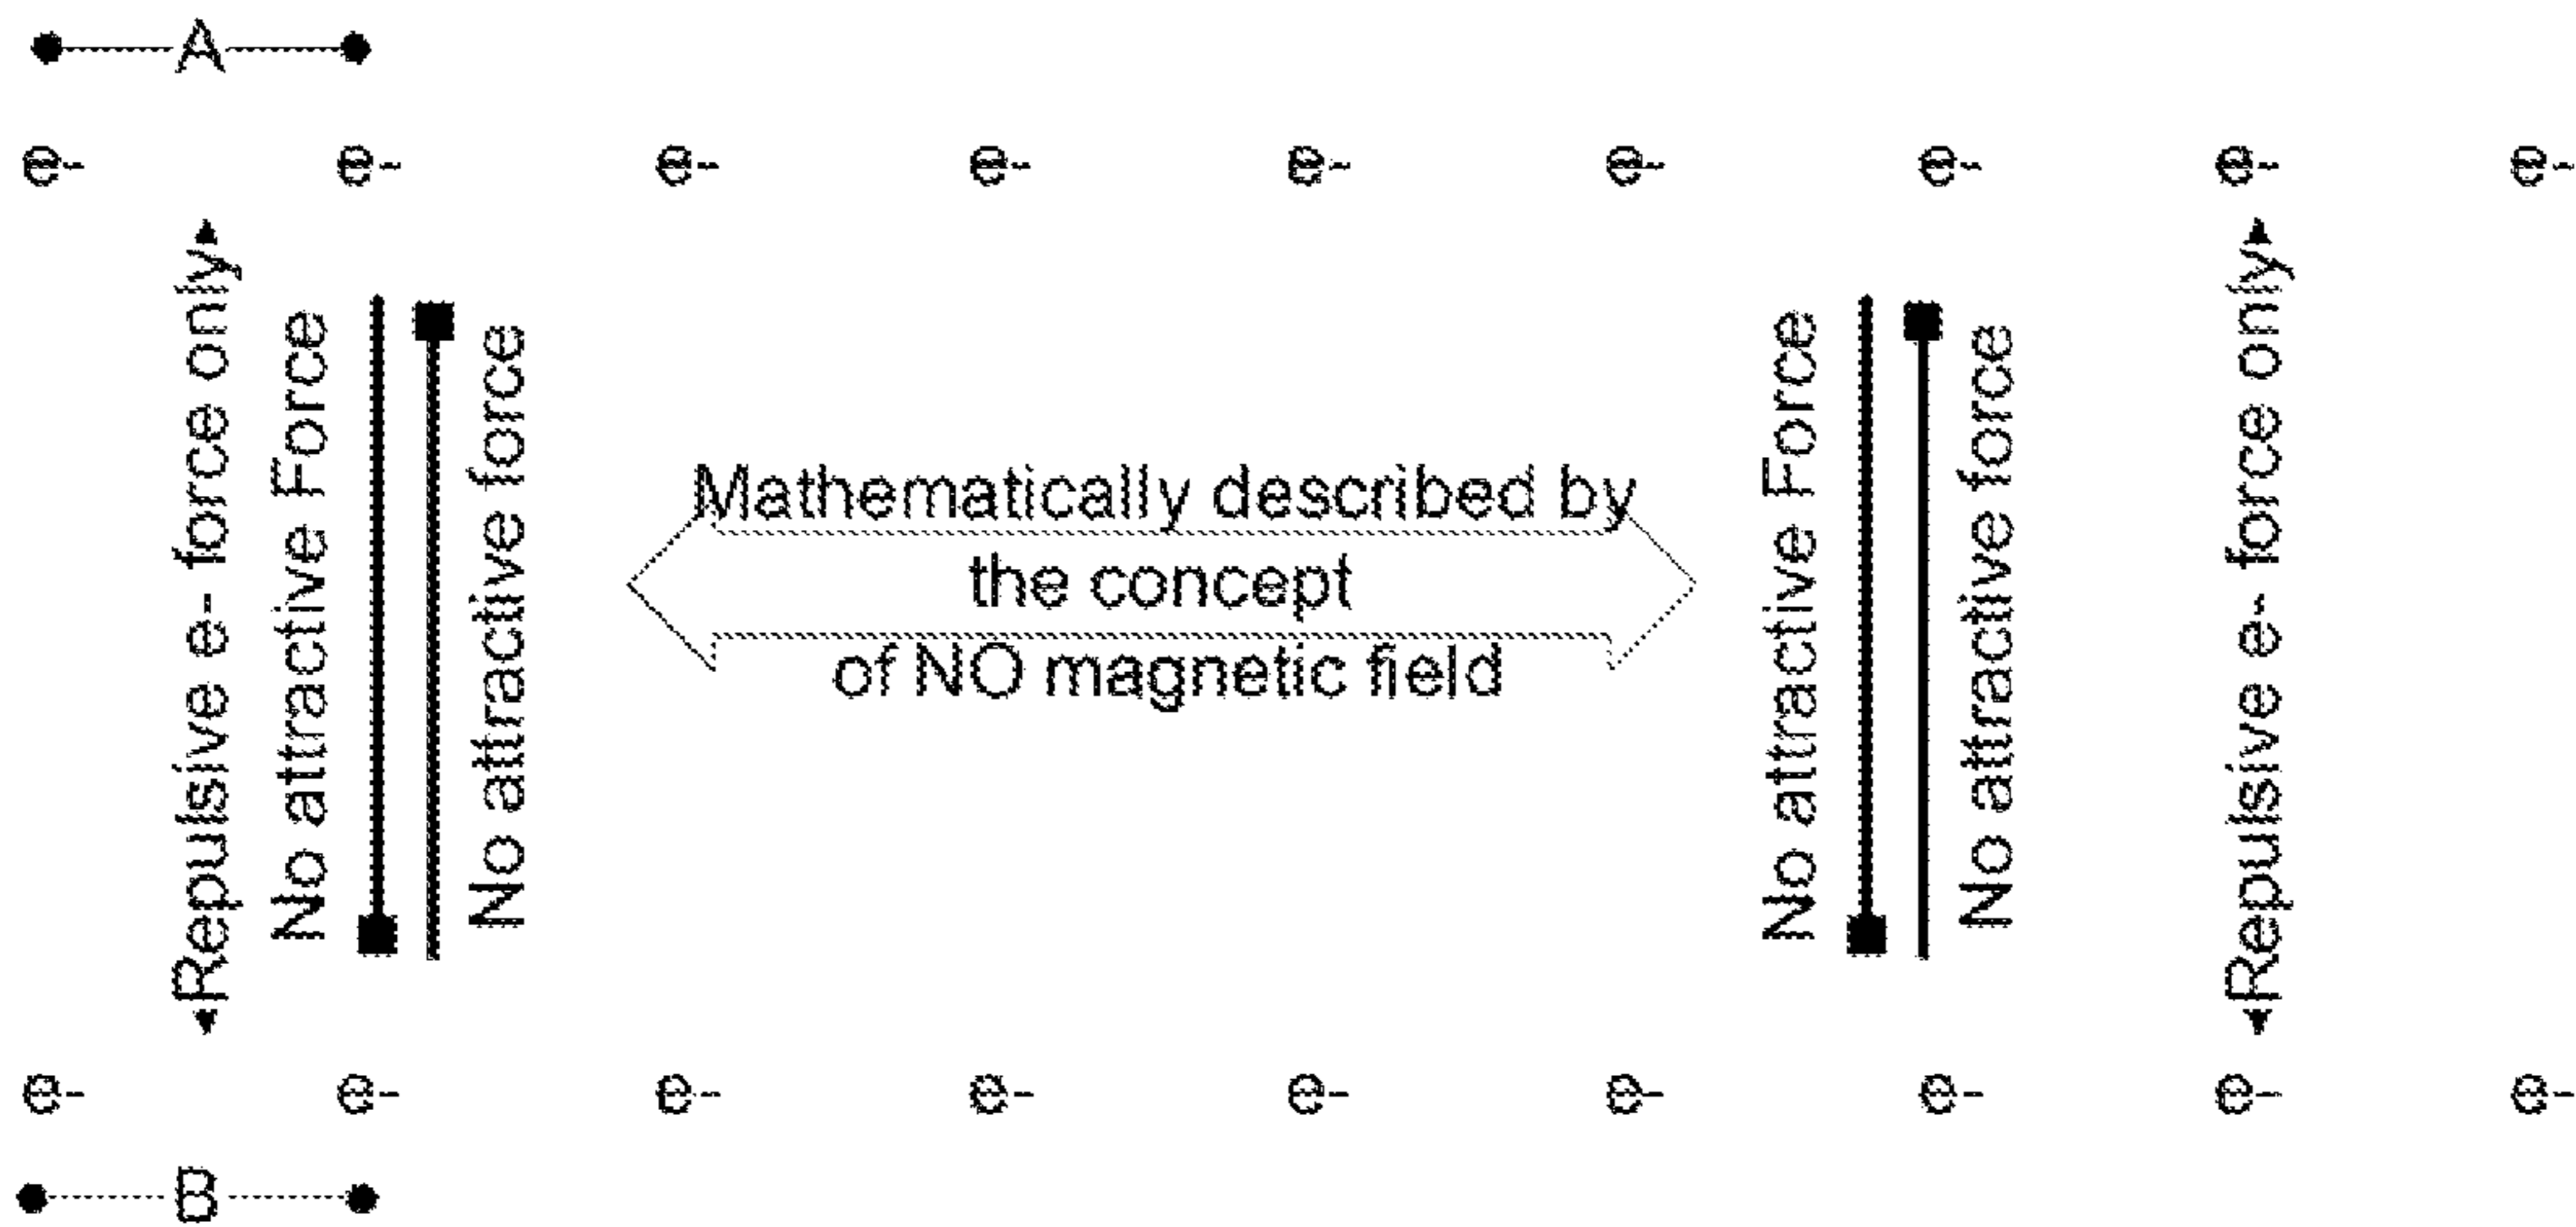 A
e- e- e- e- e- e- e- e- e-
Repulsive e- force only
No attractive Force
No attractive force
Mathematically described by
the concept
of NO magnetic field
No attractive Force
No attractive force
Repulsive e- force only
e- e- e- e- e- e- e- e- e-
B